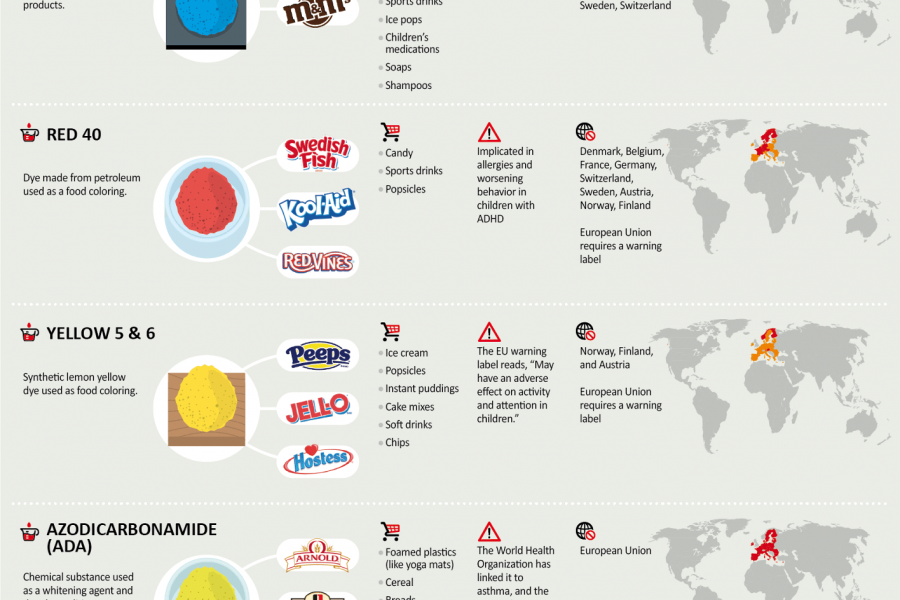 products.
m&m's
Sports drinks
Ice pops
Children's
medications
Soaps
Shampoos
Sweden, Switzerland
RED 40
Dye made from petroleum
used as a food coloring.
Swedish
Fish
Kool-Aid
RED VINES
Candy
Sports drinks
Popsicles
Implicated in
allergies and
worsening
behavior in
children with
ADHD
Denmark, Belgium,
France, Germany,
Switzerland,
Sweden, Austria,
Norway, Finland
European Union
requires a warning
label
YELLOW 5 & 6
Synthetic lemon yellow
dye used as food coloring.
Peeps
JELL-O
Hostess
Ice cream
Popsicles
Instant puddings
Cake mixes
Soft drinks
Chips
The EU warning
label reads, “May
have an adverse
effect on activity
and attention in
children.”
Norway, Finland,
and Austria
European Union
requires a warning
label
AZODICARBONAMIDE
(ADA)
Chemical substance used
as a whitening agent and
ARNOLD
Foamed plastics
(like yoga mats)
Cereal
Breads
The World Health
Organization has
linked it to
asthma, and the
European Union